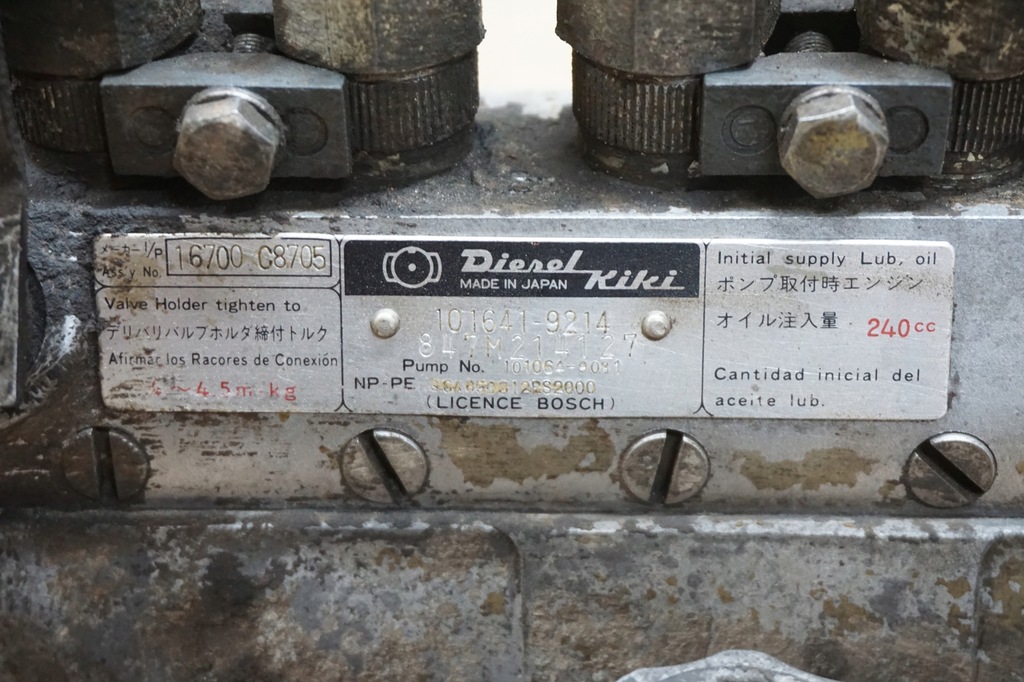 メーカー I/P
Ass'y No. 16700 C8705
Valve Holder tighten to
デリバリバルブホルダ締付トルク
Afirmar los Racores de Conexión
4~4.5m-kg
Diesel Kiki
MADE IN JAPAN
101641-9214
847M214127
Pump No.
NP-PE
(LICENCE BOSCH)
Initial supply Lub. oil
ポンプ取付時エンジン
オイル注入量 240cc
Cantidad inicial del
aceite lub.